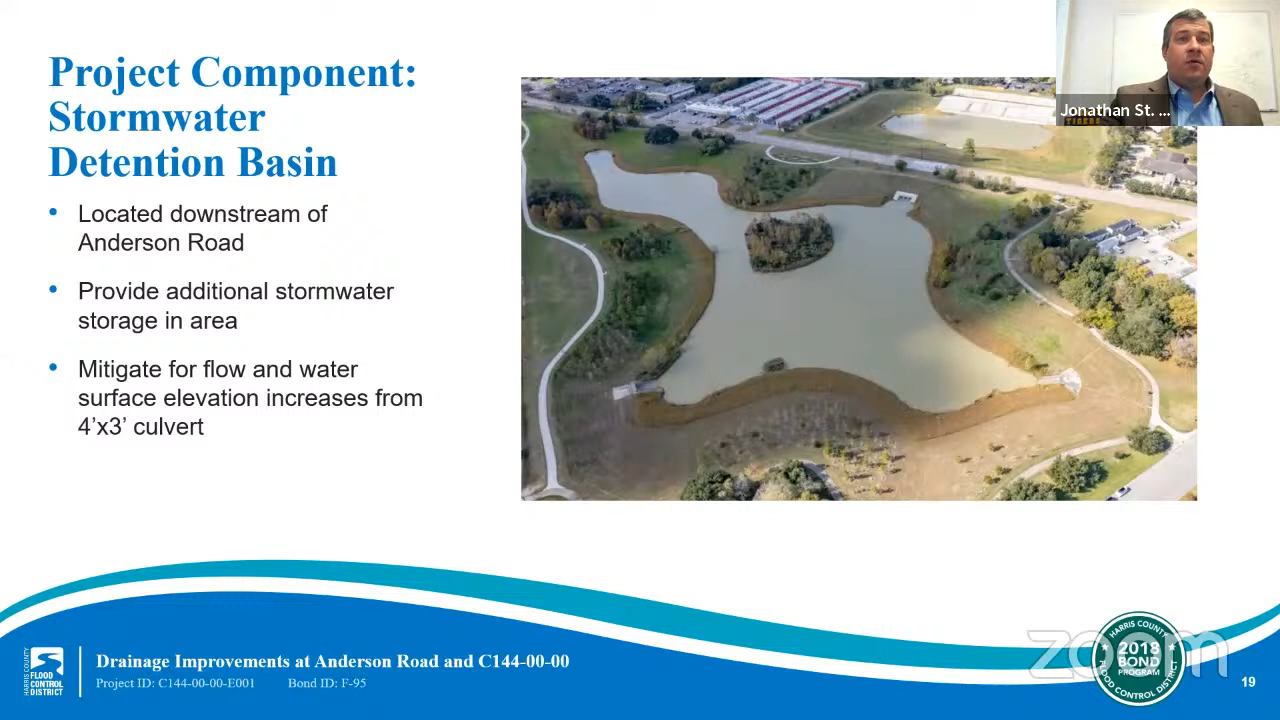 Project Component:
Stormwater
Detention Basin
• Located downstream of
Anderson Road
• Provide additional stormwater
storage in area
• Mitigate for flow and water
surface elevation increases from
4’x3’ culvert
Jonathan St. ...
TIGERS
HARRIS COUNTY
FLOOD
CONTROL
DISTRICT
Drainage Improvements at Anderson Road and C144-00-00
Project ID: C144-00-00-E001 Bond ID: F-95
HARRIS COUNTY
2018
BOND
PROGRAM
FLOOD CONTROL DISTRICT
zoom
19